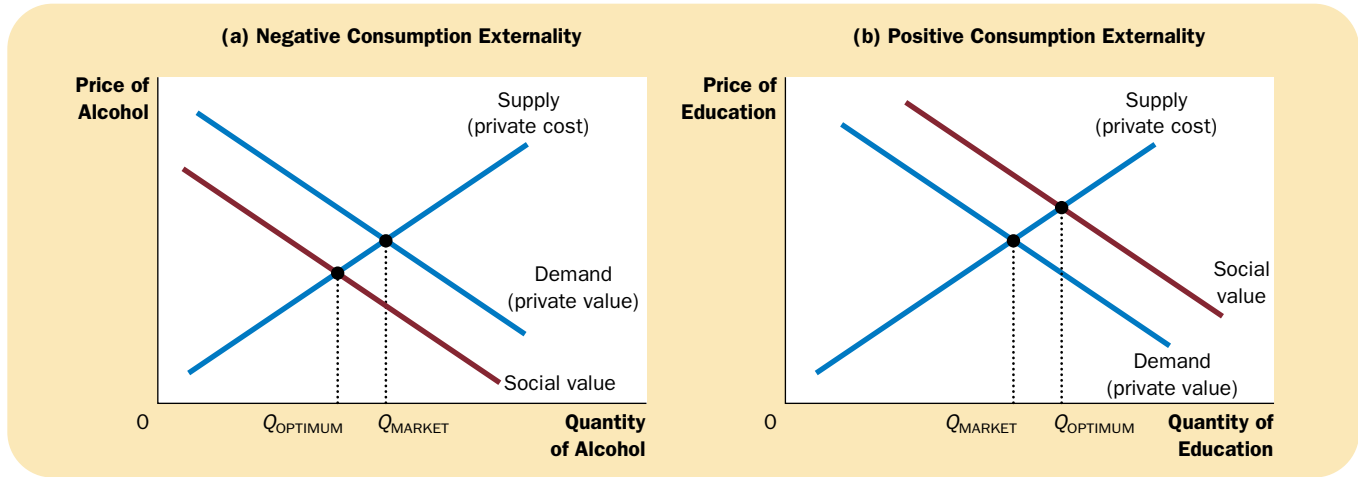 (a) Negative Consumption Externality
Price of
Alcohol
Supply
(private cost)
Demand
(private value)
Social value
0
QOPTIMUM
QMARKET
Quantity
of Alcohol
(b) Positive Consumption Externality
Price of
Education
Supply
(private cost)
Social
value
Demand
(private value)
0
QMARKET
QOPTIMUM
Quantity of
Education